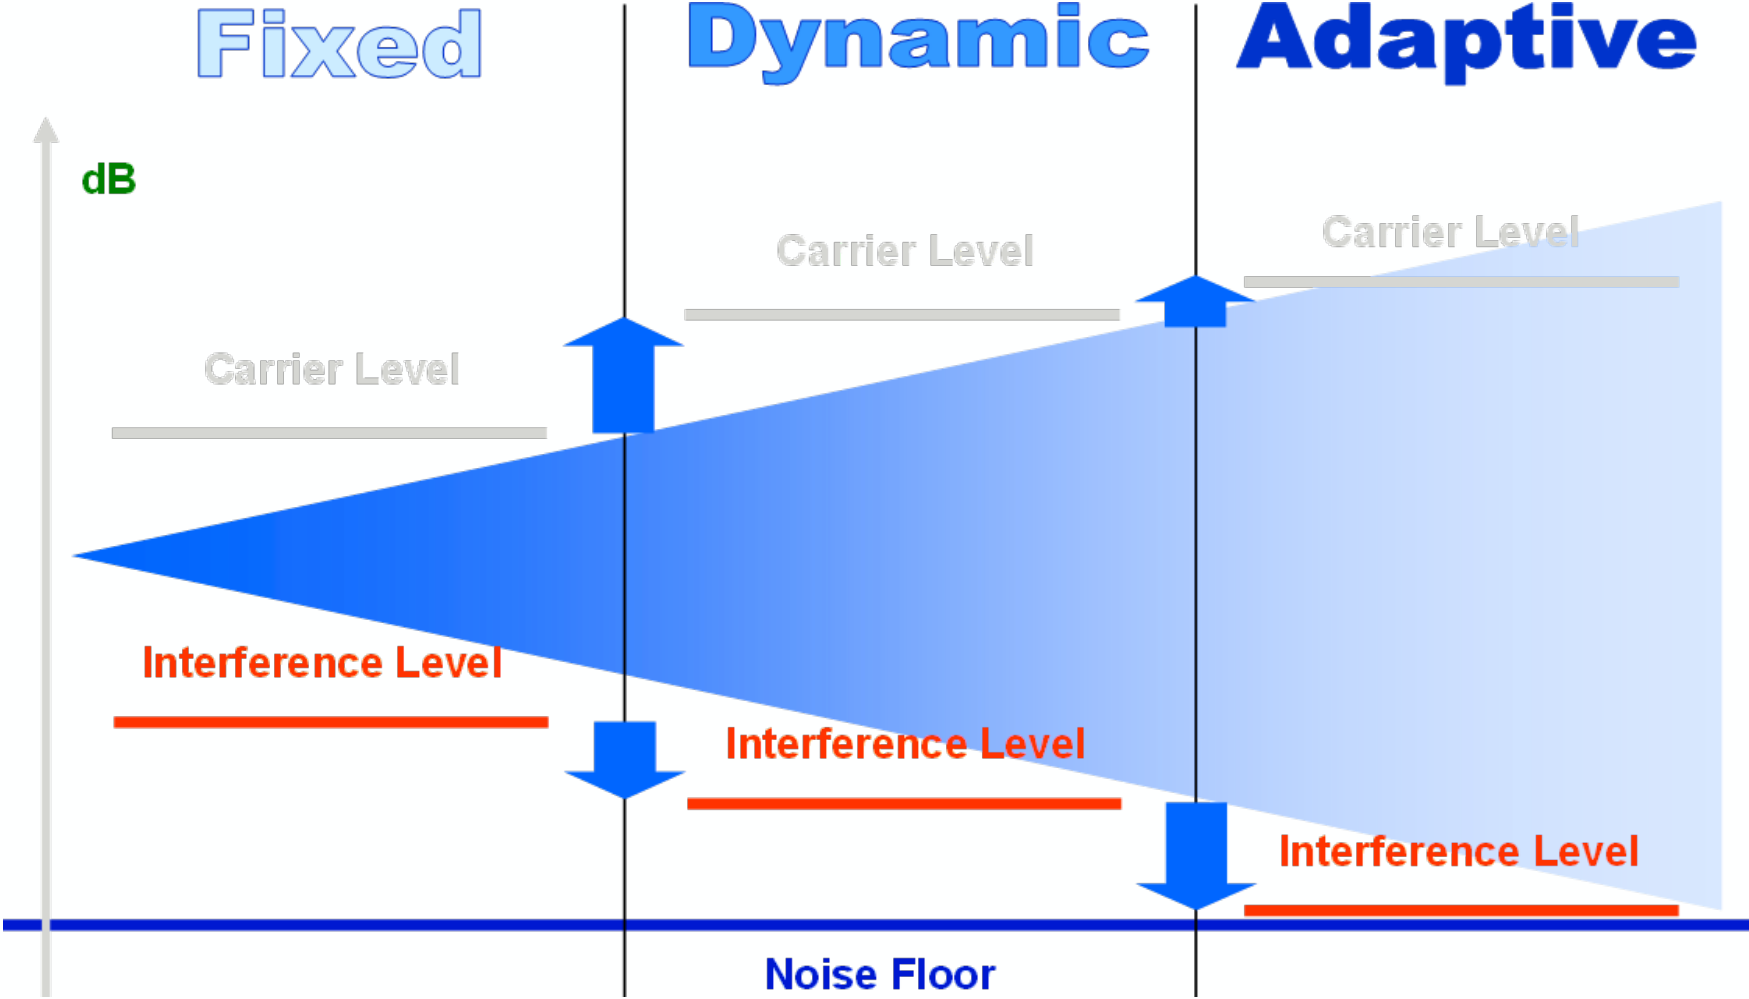 Fixed
Dynamic
Adaptive
dB
Carrier Level
Carrier Level
Carrier Level
Interference Level
Interference Level
Interference Level
Noise Floor